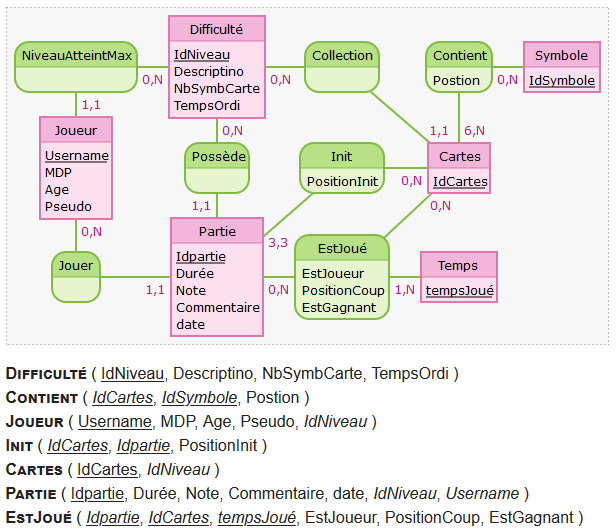 Difficulté
IdNiveau
Descriptino
NbSymbCarte
TempsOrdi
NiveauAtteintMax
0,N
0,N
Collection
Contient
Postion
0,N
Symbole
IdSymbole
1,1
0,N
1,1
6,N
Joueur
Username
MDP
Age
Pseudo
Possède
Init
PositionInit
0,N
Cartes
IdCartes
0,N
1,1
0,N
Partie
Idpartie
Durée
Note
Commentaire
date
3,3
Jouer
1,1
0,N
EstJoué
EstJoueur
PositionCoup
EstGagnant
1,N
Temps
tempsJoué
DIFFICULTÉ ( IdNiveau, Descriptino, NbSymbCarte, TempsOrdi )
CONTIENT ( IdCartes, IdSymbole, Postion )
JOUEUR ( Username, MDP, Age, Pseudo, IdNiveau )
INIT ( IdCartes, Idpartie, PositionInit )
CARTES ( IdCartes, IdNiveau )
PARTIE ( Idpartie, Durée, Note, Commentaire, date, IdNiveau, Username )
ESTJOUÉ ( Idpartie, IdCartes, tempsJoué, EstJoueur, PositionCoup, EstGagnant )